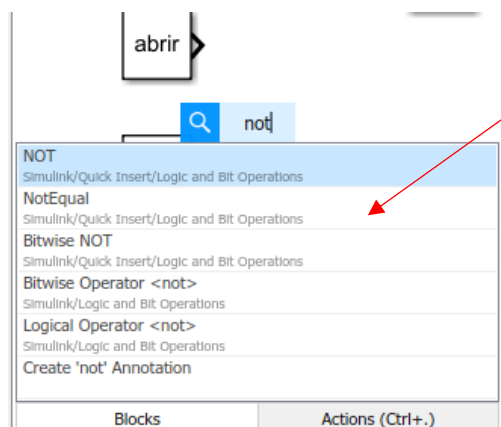 abrir
not
NOT
Simulink/Quick Insert/Logic and Bit Operations
NotEqual
Simulink/Quick Insert/Logic and Bit Operations
Bitwise NOT
Simulink/Quick Insert/Logic and Bit Operations
Bitwise Operator <not>
Simulink/Logic and Bit Operations
Logical Operator <not>
Simulink/Logic and Bit Operations
Create 'not' Annotation
Blocks Actions (Ctrl+.)